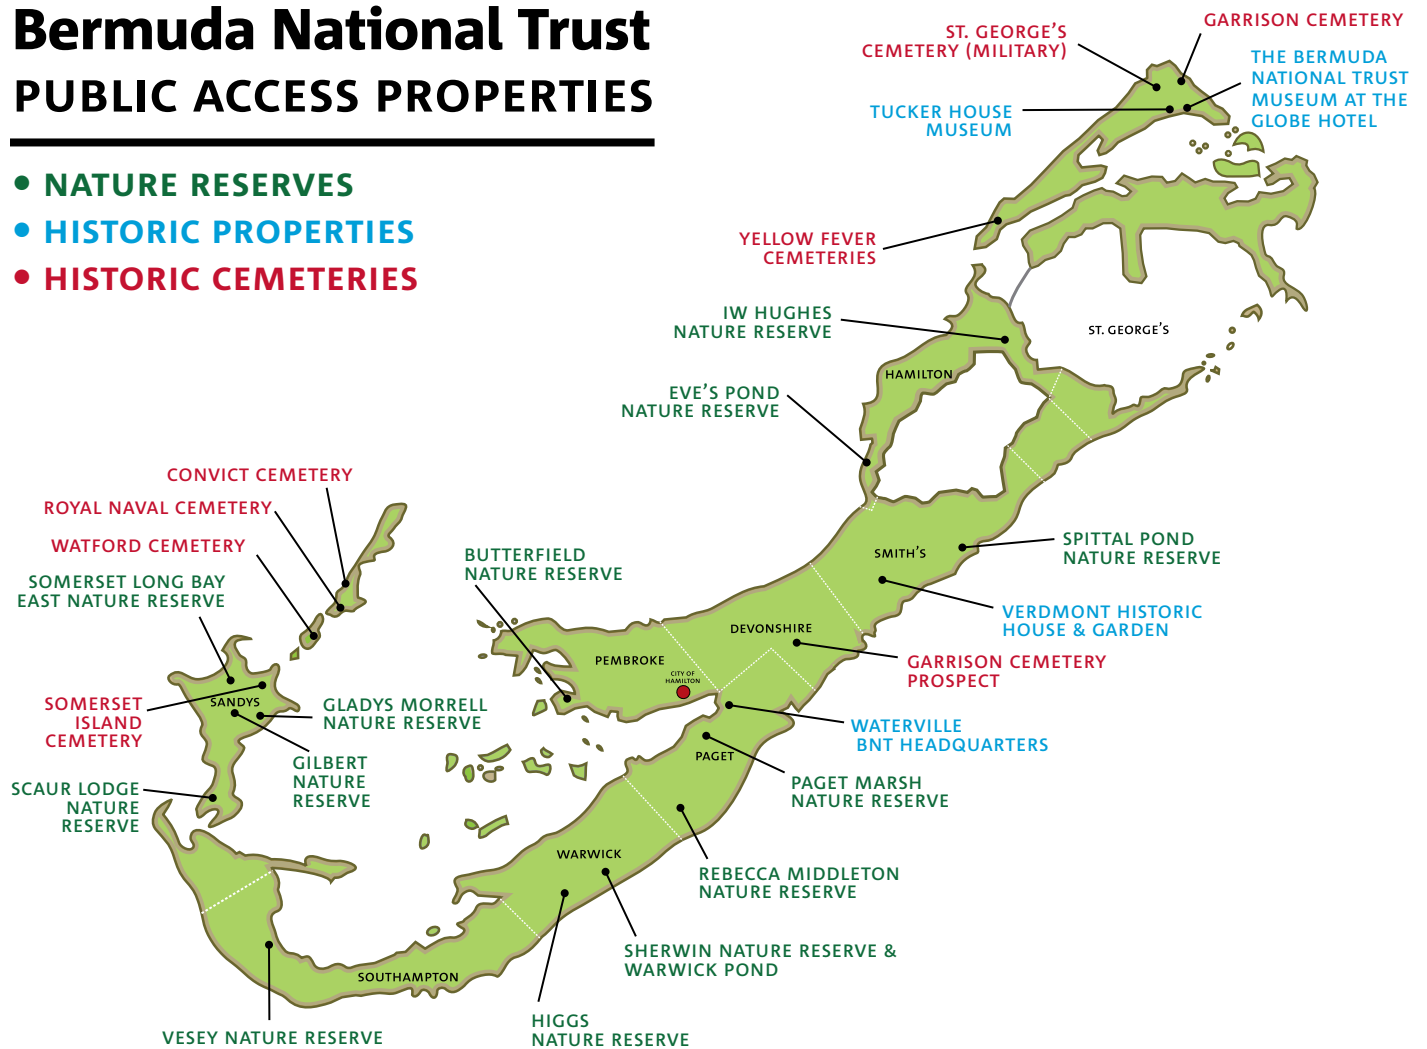 Bermuda National Trust
PUBLIC ACCESS PROPERTIES
• NATURE RESERVES
• HISTORIC PROPERTIES
• HISTORIC CEMETERIES
ST. GEORGE'S
CEMETERY (MILITARY)
GARRISON CEMETERY
THE BERMUDA
NATIONAL TRUST
MUSEUM AT THE
GLOBE HOTEL
TUCKER HOUSE
MUSEUM
YELLOW FEVER
CEMETERIES
IW HUGHES
NATURE RESERVE
ST. GEORGE'S
HAMILTON
EVE'S POND
NATURE RESERVE
CONVICT CEMETERY
ROYAL NAVAL CEMETERY
WATFORD CEMETERY
SOMERSET LONG BAY
EAST NATURE RESERVE
BUTTERFIELD
NATURE RESERVE
SMITH'S
SPITTAL POND
NATURE RESERVE
VERDMONT HISTORIC
HOUSE & GARDEN
DEVONSHIRE
GARRISON CEMETERY
PROSPECT
PEMBROKE
CITY OF
HAMILTON
SANDYS
SOMERSET
ISLAND
CEMETERY
GLADYS MORRELL
NATURE RESERVE
GILBERT
NATURE
RESERVE
WATERVILLE
BNT HEADQUARTERS
PAGET
PAGET MARSH
NATURE RESERVE
SCAUR LODGE
NATURE
RESERVE
WARWICK
REBECCA MIDDLETON
NATURE RESERVE
SHERWIN NATURE RESERVE &
WARWICK POND
SOUTHAMPTON
HIGGS
NATURE RESERVE
VESEY NATURE RESERVE